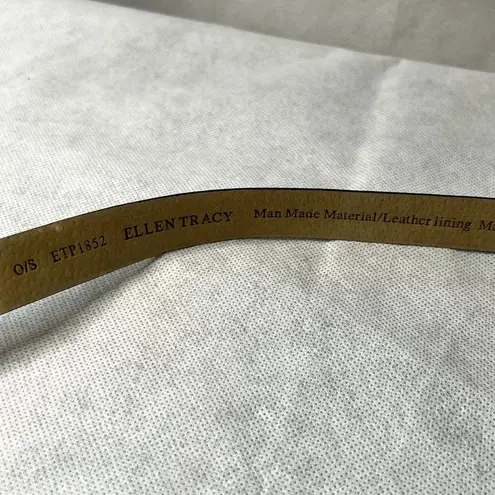 O/S ETP1852 ELLEN TRACY Man Made Material/Leather lining